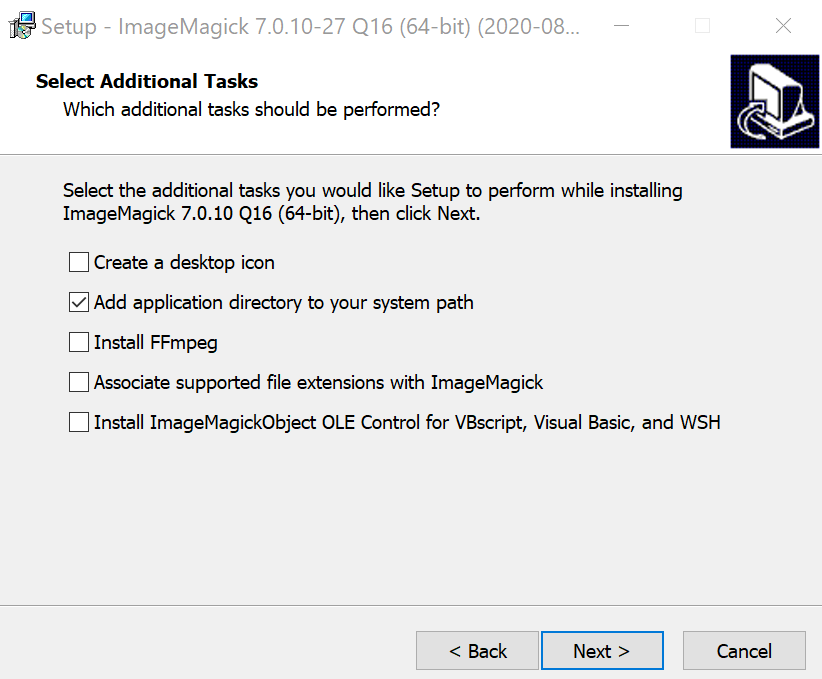 Setup - ImageMagick 7.0.10-27 Q16 (64-bit) (2020-08...
Select Additional Tasks
Which additional tasks should be performed?
Select the additional tasks you would like Setup to perform while installing
ImageMagick 7.0.10 Q16 (64-bit), then click Next.
Create a desktop icon
Add application directory to your system path
Install FFmpeg
Associate supported file extensions with ImageMagick
Install ImageMagickObject OLE Control for VBscript, Visual Basic, and WSH
< Back Next > Cancel